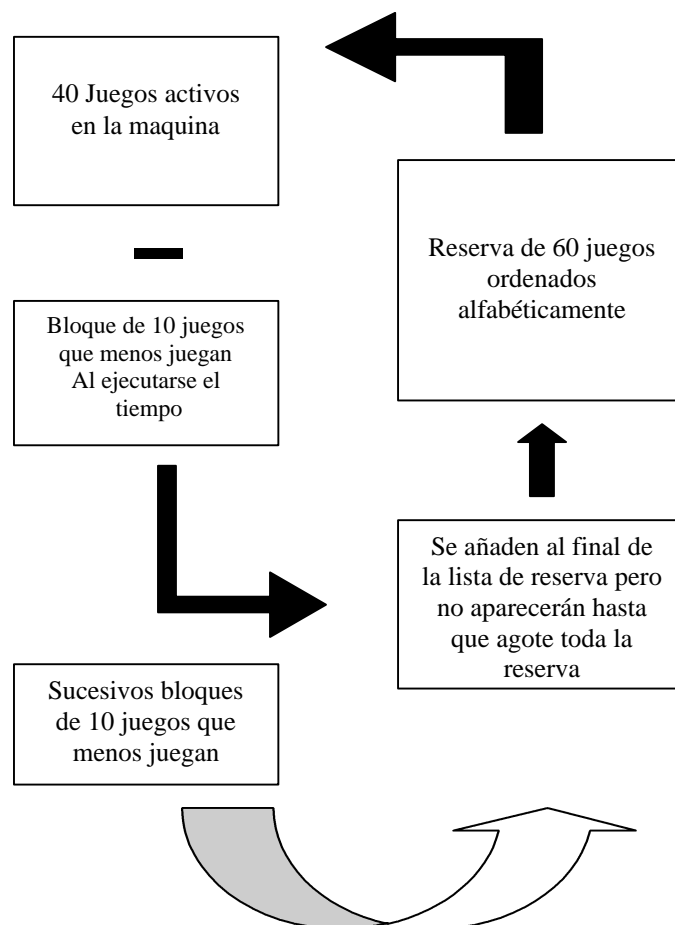 40 Juegos activos
en la maquina
Reserva de 60 juegos
ordenados
alfabéticamente
Bloque de 10 juegos
que menos juegan
Al ejecutarse el
tiempo
Se añaden al final de
la lista de reserva pero
no aparecerán hasta
que agote toda la
reserva
Sucesivos bloques
de 10 juegos que
menos juegan